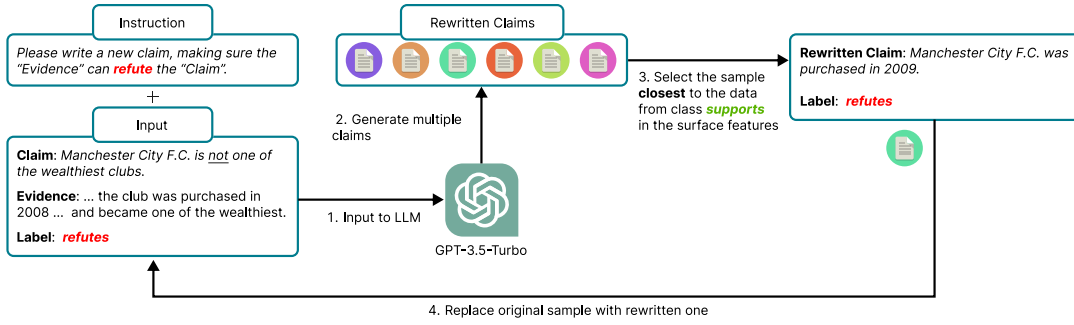 Instruction
Please write a new claim, making sure the
“Evidence” can refute the “Claim”.
+
Input
Claim: Manchester City F.C. is not one of
the wealthiest clubs.
Evidence: ... the club was purchased in
2008 ... and became one of the wealthiest.
Label: refutes
1. Input to LLM
GPT-3.5-Turbo
2. Generate multiple
claims
Rewritten Claims
3. Select the sample
closest to the data
from class supports
in the surface features
Rewritten Claim: Manchester City F.C. was
purchased in 2009.
Label: refutes
4. Replace original sample with rewritten one